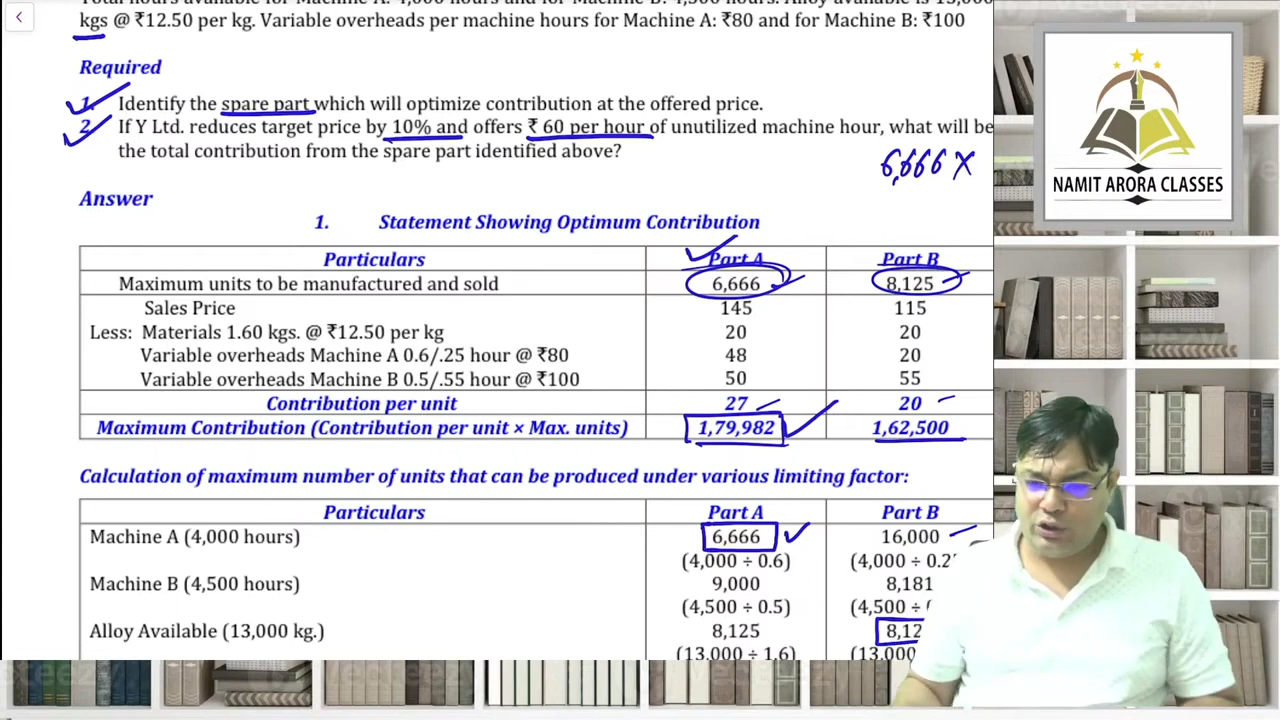 kgs @ ₹12.50 per kg. Variable overheads per machine hours for Machine A: ₹80 and for Machine B: ₹100
Required
1. Identify the spare part which will optimize contribution at the offered price.
2. If Y Ltd. reduces target price by 10% and offers ₹ 60 per hour of unutilized machine hour, what will be
the total contribution from the spare part identified above?
6,666 ×
NAMIT ARORA CLASSES
Answer
1. Statement Showing Optimum Contribution
Particulars Part A Part B
Maximum units to be manufactured and sold 6,666 8,125
Sales Price 145 115
Less: Materials 1.60 kgs. @ ₹12.50 per kg 20 20
Variable overheads Machine A 0.6/.25 hour @ ₹80 48 20
Variable overheads Machine B 0.5/.55 hour @ ₹100 50 55
Contribution per unit 27 20
Maximum Contribution (Contribution per unit × Max. units) 1,79,982 1,62,500
Calculation of maximum number of units that can be produced under various limiting factor:
Particulars Part A Part B
Machine A (4,000 hours) 6,666 16,000
(4,000 ÷ 0.6) (4,000 ÷ 0.2
Machine B (4,500 hours) 9,000 8,181
(4,500 ÷ 0.5) (4,500 ÷
Alloy Available (13,000 kg.) 8,125 8,12
(13,000 ÷ 1.6) (13,000